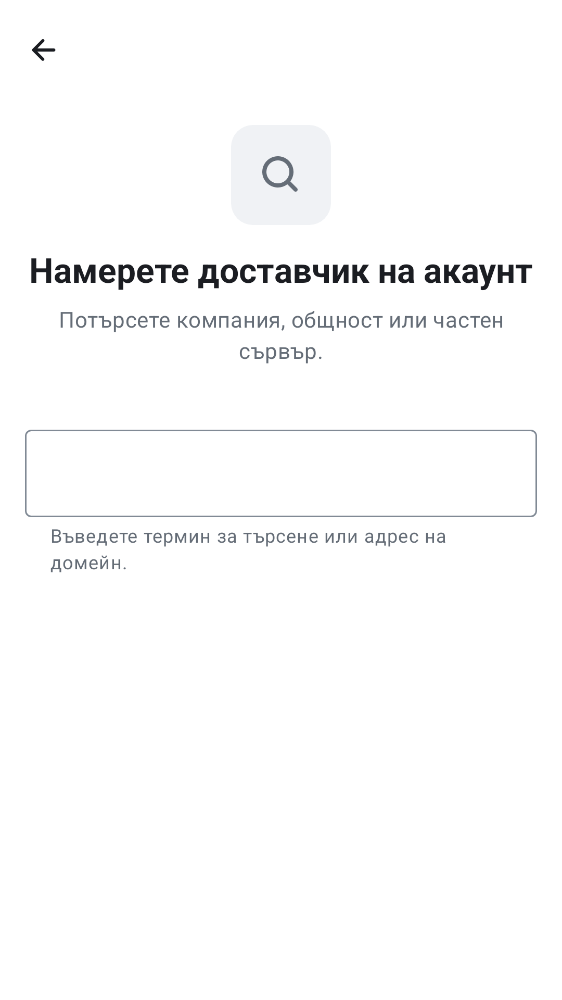 Намерете доставчик на акаунт
Потърсете компания, общност или частен
сървър.
Въведете термин за търсене или адрес на
домейн.